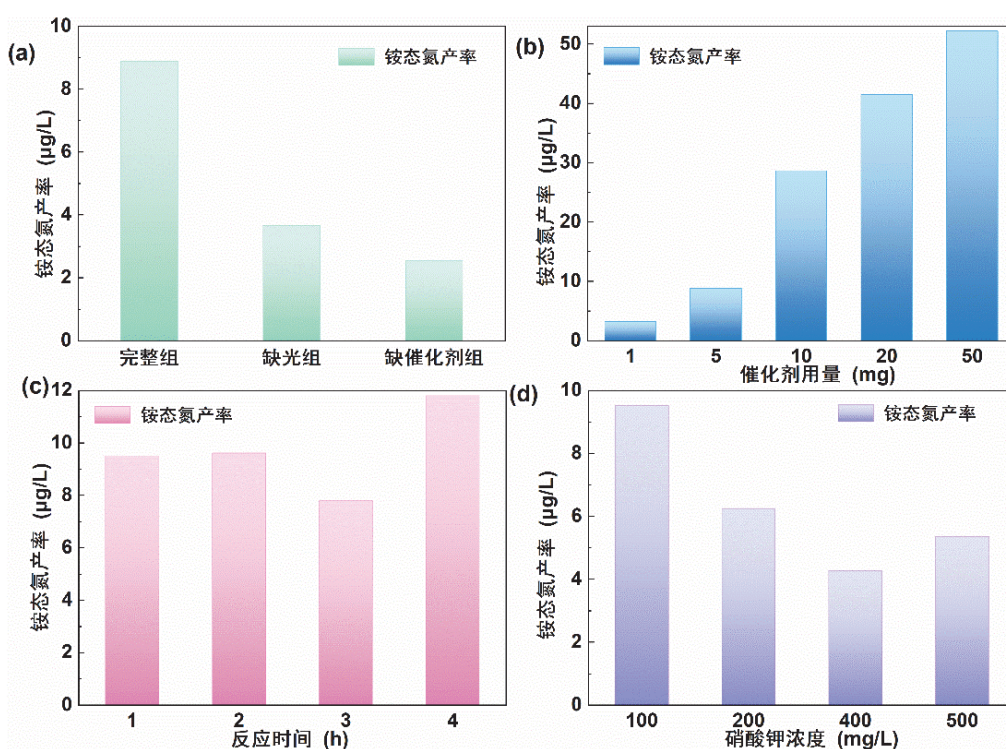 (a)
铵态氮产率
铵态氮产率 (μg/L)
10
8
6
4
2
0
完整组 缺光组 缺催化剂组
(b)
铵态氮产率
铵态氮产率 (μg/L)
50
40
30
20
10
0
1 5 10 20 50
催化剂用量 (mg)
(c)
铵态氮产率
铵态氮产率 (μg/L)
12
10
8
6
4
2
0
1 2 3 4
反应时间 (h)
(d)
铵态氮产率
铵态氮产率 (μg/L)
10
8
6
4
2
0
100 200 400 500
硝酸钾浓度 (mg/L)